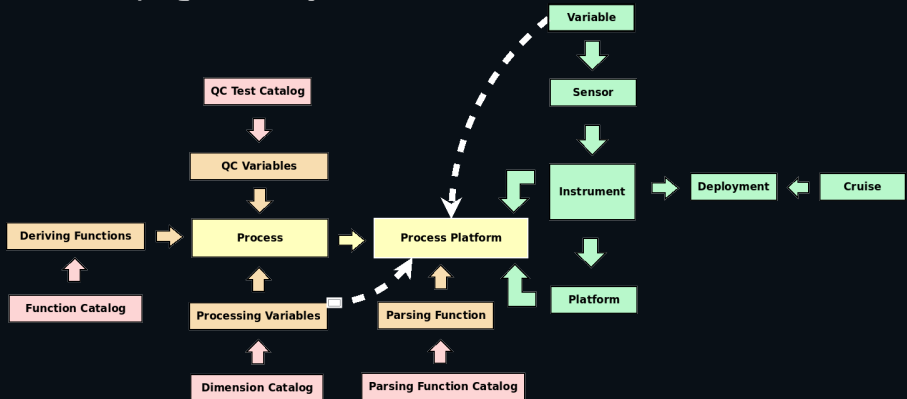 Variable
QC Test Catalog
Sensor
QC Variables
Instrument
Deployment
Cruise
Deriving Functions
Process
Process Platform
Function Catalog
Processing Variables
Parsing Function
Platform
Dimension Catalog
Parsing Function Catalog